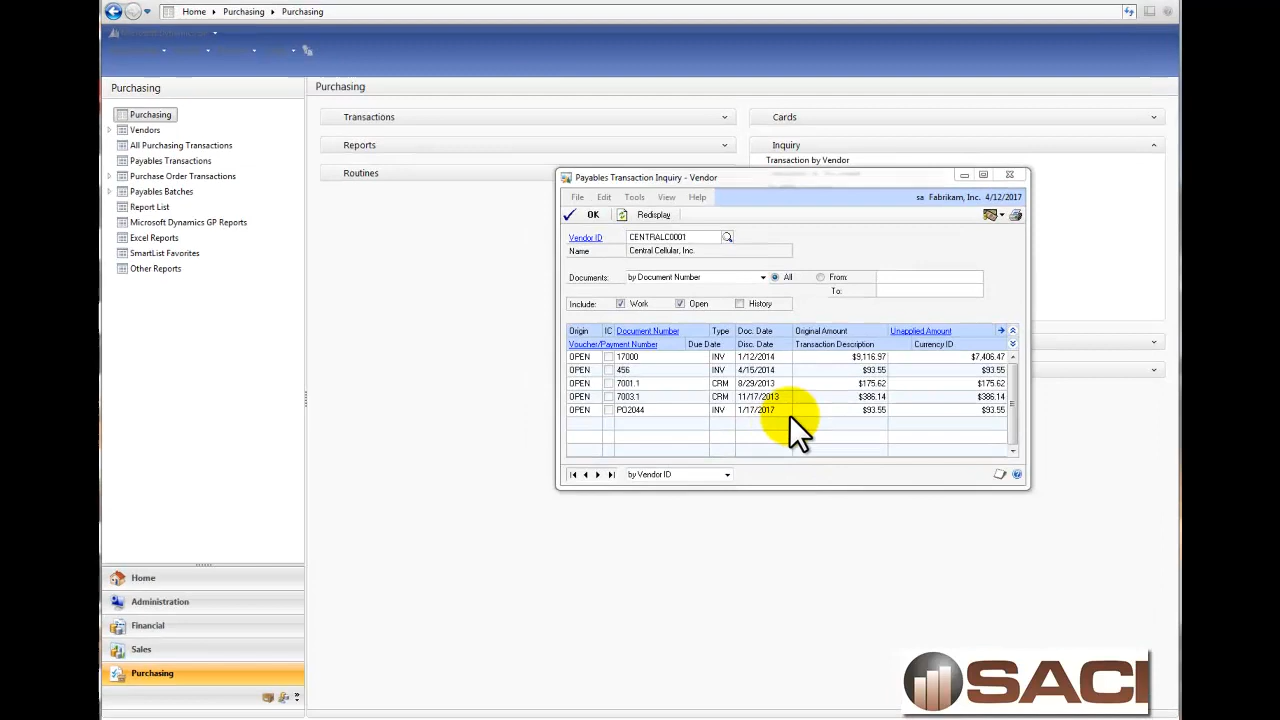 Home Purchasing Purchasing
Purchasing
Purchasing
Vendors
All Purchasing Transactions
Payables Transactions
Purchase Order Transactions
Payables Batches
Report List
Microsoft Dynamics GP Reports
Excel Reports
SmartList Favorites
Other Reports
Home
Administration
Financial
Sales
Purchasing
Purchasing
Transactions
Reports
Routines
Cards
Inquiry
Transaction by Vendor
Payables Transaction Inquiry - Vendor
File Edit Tools View Help
sa Fabrikam, Inc. 4/12/2017
OK Redisplay
Vendor ID CENTRALC0001
Name Central Cellular, Inc.
Documents: by Document Number All From:
To:
Include: Work Open History
Origin IC Document Number Type Doc. Date Original Amount Unapplied Amount
Voucher/Payment Number Due Date Disc. Date Transaction Description Currency ID
OPEN 17000 INV 1/12/2014 $9,116.97 $7,406.47
OPEN 456 INV 4/15/2014 $93.55 $93.55
OPEN 7001.1 CRM 8/29/2013 $175.62 $175.62
OPEN 7003.1 CRM 11/17/2013 $386.14 $386.14
OPEN PO2044 INV 1/17/2017 $93.55 $93.55
by Vendor ID
SACI